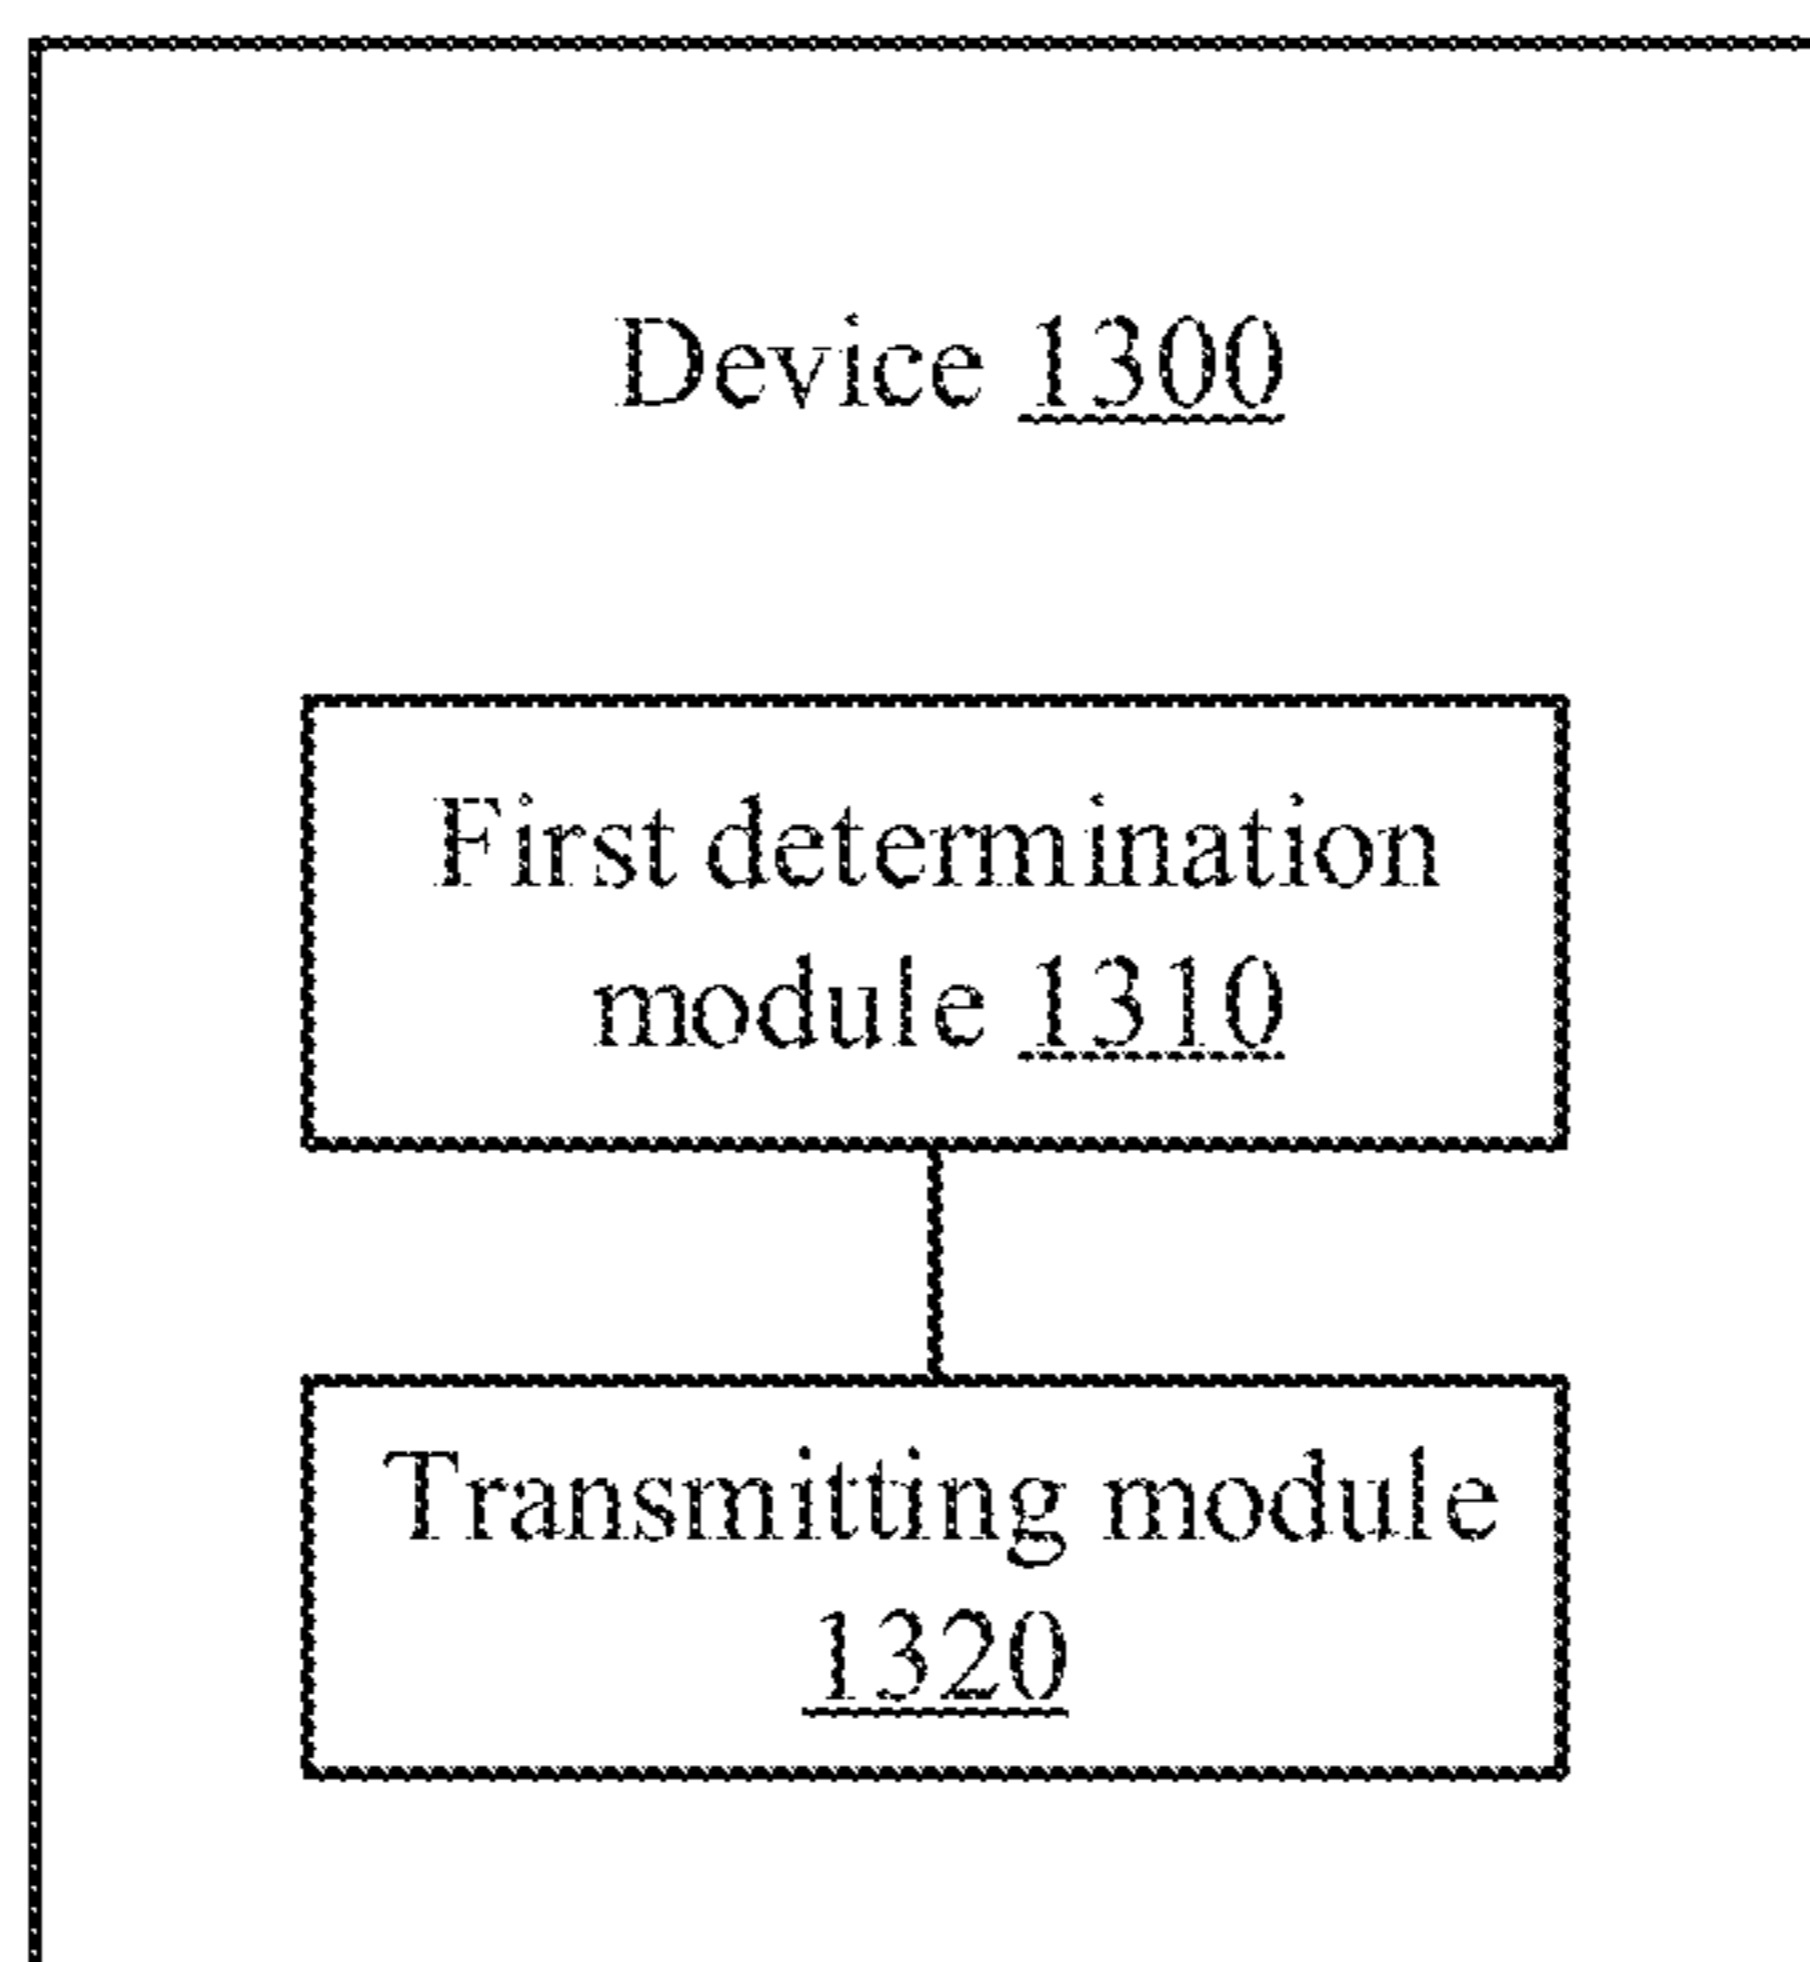 Device 1300
First determination
module 1310
Transmitting module
1320